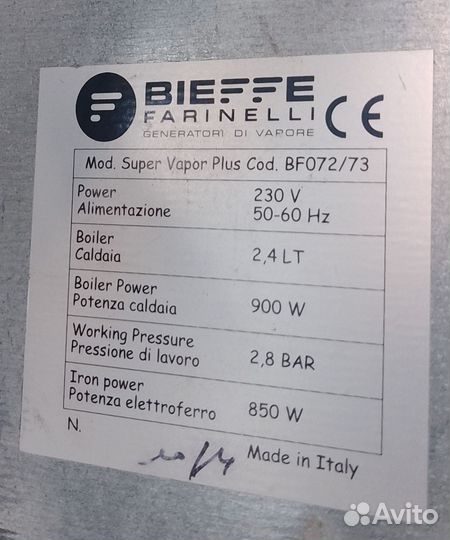 BIEFFE
FARINELLI
GENERATORI DI VAPORE
CE
Mod. Super Vapor Plus Cod. BF072/73
Power
Alimentazione
230 V
50-60 Hz
Boiler
Caldaia
2,4 LT
Boiler Power
Potenza caldaia
900 W
Working Pressure
Pressione di lavoro
2,8 BAR
Iron power
Potenza elettroferro
850 W
N.
Made in Italy
Avito